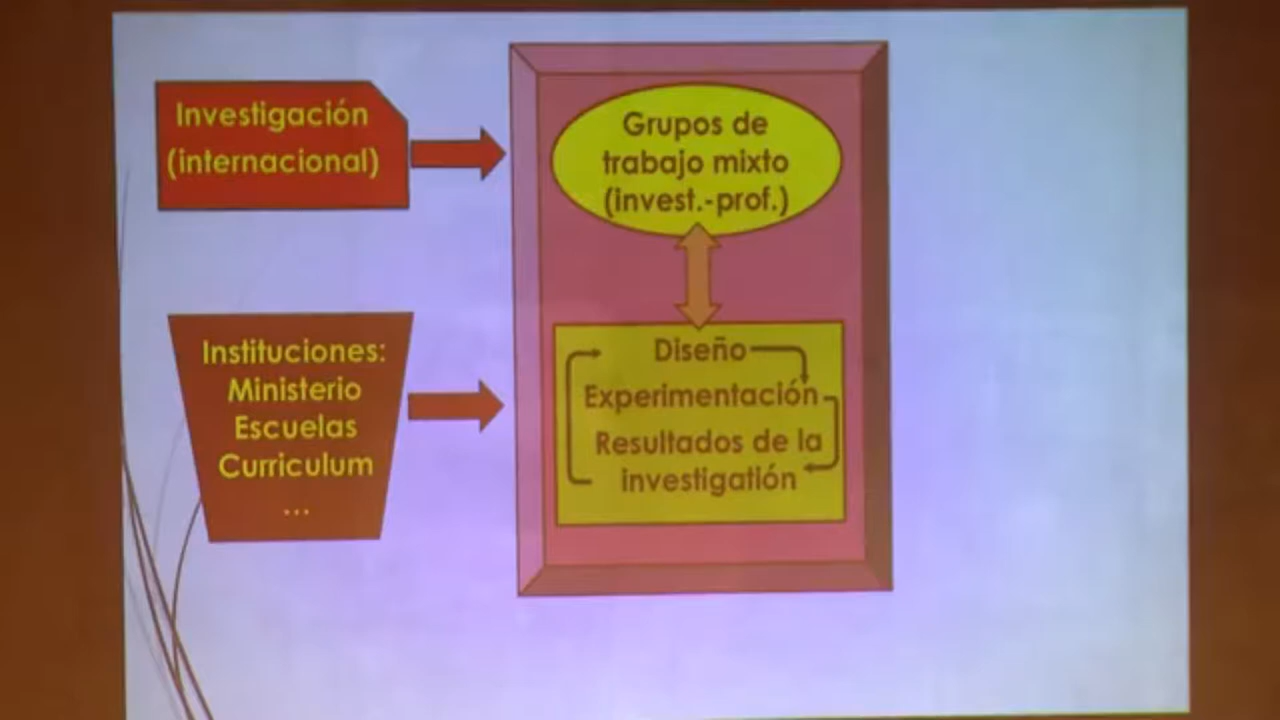 Investigación
(internacional)
Grupos de
trabajo mixto
(invest.-prof.)
Instituciones:
Ministerio
Escuelas
Curriculum
...
Diseño
Experimentación
Resultados de la
investigatión